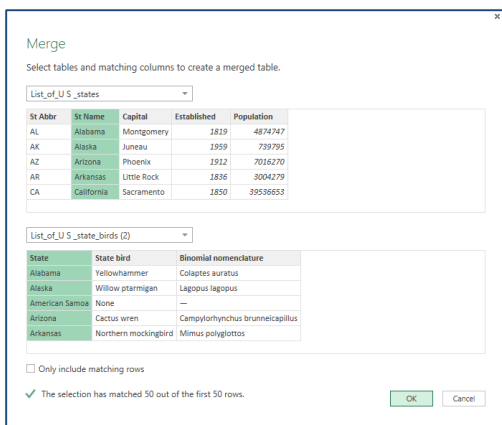 ×
Merge
Select tables and matching columns to create a merged table.
List_of_U S _states
St Abbr St Name Capital Established Population
AL Alabama Montgomery 1819 4874747
AK Alaska Juneau 1959 739795
AZ Arizona Phoenix 1912 7016270
AR Arkansas Little Rock 1836 3004279
CA California Sacramento 1850 39536653
List_of_U S _state_birds (2)
State State bird Binomial nomenclature
Alabama Yellowhammer Colaptes auratus
Alaska Willow ptarmigan Lagopus lagopus
American Samoa None —
Arizona Cactus wren Campylorhynchus brunneicapillus
Arkansas Northern mockingbird Mimus polyglottos
Only include matching rows
The selection has matched 50 out of the first 50 rows.
OK Cancel